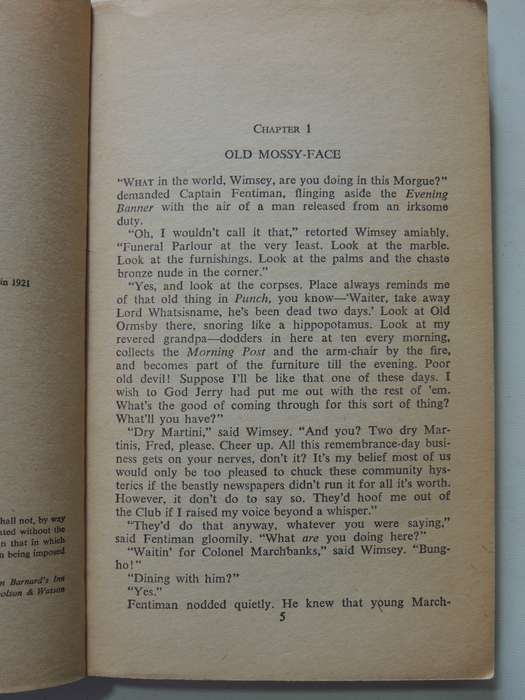 in 1921
hall not, by way
ated without the
n that in which
n being imposed
n Barnard's Inn
olson & Watson
CHAPTER 1
OLD MOSSY-FACE
"WHAT in the world, Wimsey, are you doing in this Morgue?"
demanded Captain Fentiman, flinging aside the Evening
Banner with the air of a man released from an irksome
duty.
"Oh, I wouldn't call it that," retorted Wimsey amiably.
"Funeral Parlour at the very least. Look at the marble.
Look at the furnishings. Look at the palms and the chaste
bronze nude in the corner."
"Yes, and look at the corpses. Place always reminds me
of that old thing in Punch, you know—'Waiter, take away
Lord Whatsisname, he's been dead two days.' Look at Old
Ormsby there, snoring like a hippopotamus. Look at my
revered grandpa—dodders in here at ten every morning,
collects the Morning Post and the arm-chair by the fire,
and becomes part of the furniture till the evening. Poor
old devil! Suppose I'll be like that one of these days. I
wish to God Jerry had put me out with the rest of 'em.
What's the good of coming through for this sort of thing?
What'll you have?"
"Dry Martini," said Wimsey. "And you? Two dry Mar-
tinis, Fred, please. Cheer up. All this remembrance-day busi-
ness gets on your nerves, don't it? It's my belief most of us
would only be too pleased to chuck these community hys-
terics if the beastly newspapers didn't run it for all it's worth.
However, it don't do to say so. They'd hoof me out of
the Club if I raised my voice beyond a whisper."
"They'd do that anyway, whatever you were saying,"
said Fentiman gloomily. "What are you doing here?"
"Waitin' for Colonel Marchbanks," said Wimsey. "Bung-
ho!"
"Dining with him?"
"Yes."
Fentiman nodded quietly. He knew that young March-
5